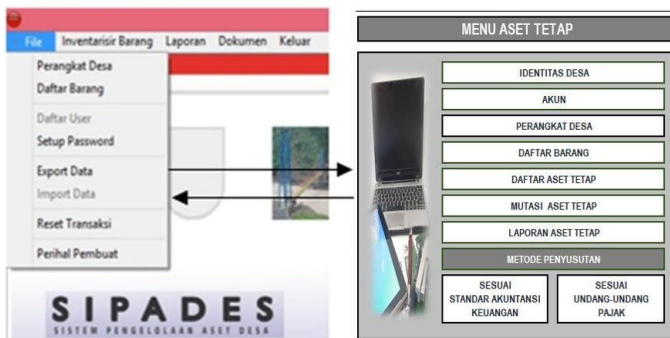 File Inventarisir Barang Laporan Dokumen Keluar
Perangkat Desa
Daftar Barang
Daftar User
Setup Password
Export Data
Import Data
Reset Transaksi
Perihal Pembuat
SIPADES
SISTEM PENGELOLAAN ASET DESA
MENU ASET TETAP
IDENTITAS DESA
AKUN
PERANGKAT DESA
DAFTAR BARANG
DAFTAR ASET TETAP
MUTASI ASET TETAP
LAPORAN ASET TETAP
METODE PENYUSUTAN
SESUAI
STANDAR AKUNTANSI
KEUANGAN
SESUAI
UNDANG-UNDANG
PAJAK